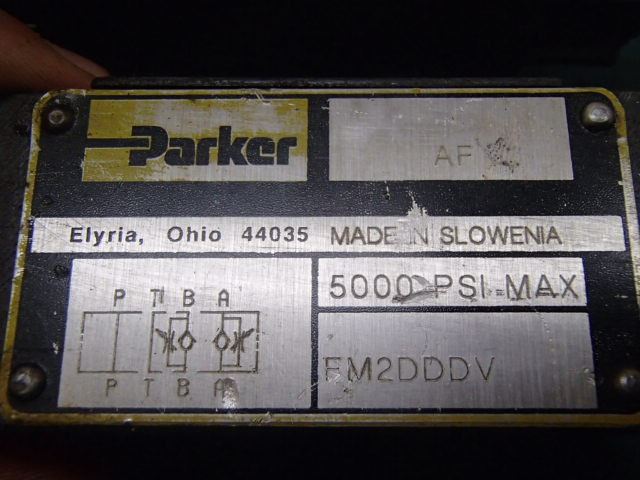 Parker
AF
Elyria, Ohio 44035 MADE IN SLOWENIA
5000 PSI-MAX
P T B A
P T B A
FM2DDDV